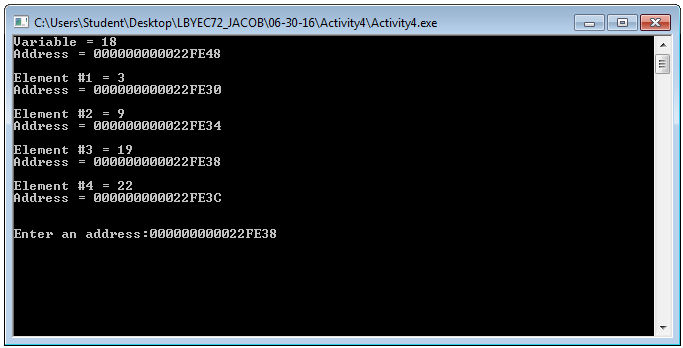 C:\Users\Student\Desktop\LBYEC72_JACOB\06-30-16\Activity4\Activity4.exe
Variable = 18
Address = 000000000022FE48
Element #1 = 3
Address = 000000000022FE30
Element #2 = 9
Address = 000000000022FE34
Element #3 = 19
Address = 000000000022FE38
Element #4 = 22
Address = 000000000022FE3C
Enter an address:000000000022FE38